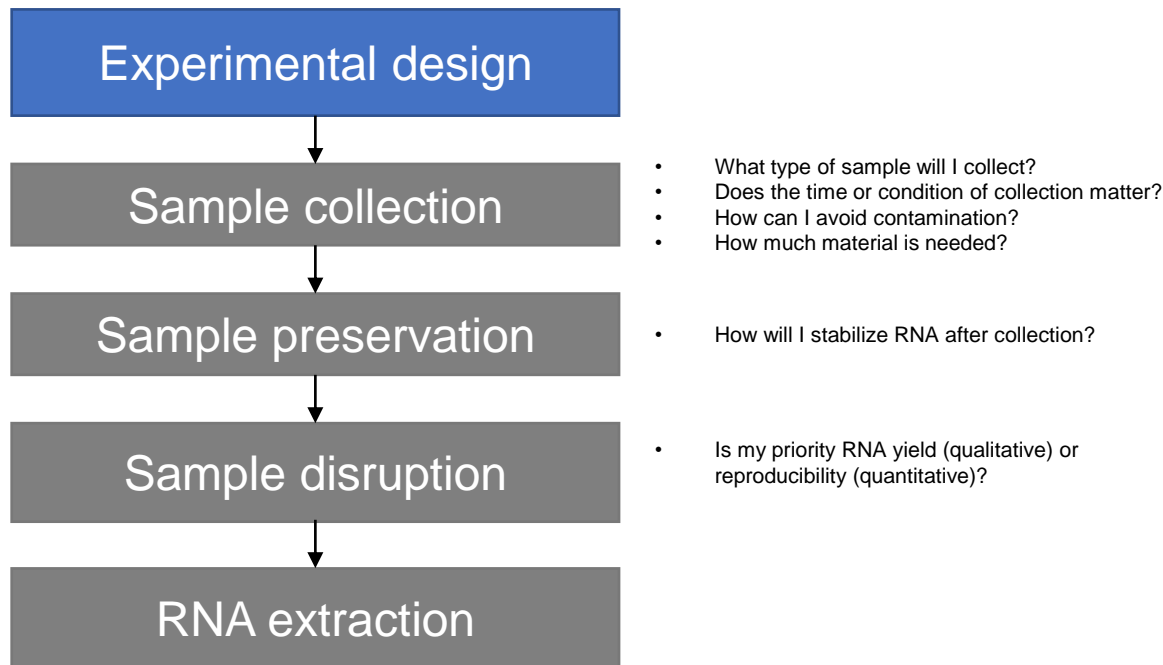 Experimental design
Sample collection
• What type of sample will I collect?
• Does the time or condition of collection matter?
• How can I avoid contamination?
• How much material is needed?
Sample preservation
• How will I stabilize RNA after collection?
Sample disruption
• Is my priority RNA yield (qualitative) or
reproducibility (quantitative)?
RNA extraction